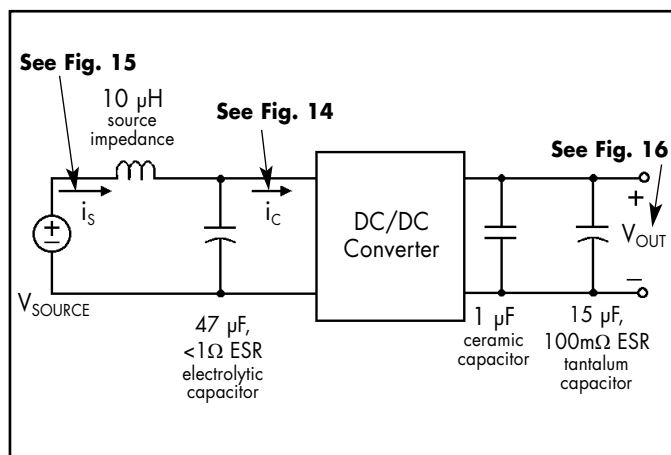 See Fig. 15
10 µH
source
impedance
See Fig. 14
See Fig. 16
iS
iC
DC/DC
Converter
+
VOUT
–
+
–
VSOURCE
47 µF,
<1Ω ESR
electrolytic
capacitor
1 µF
ceramic
capacitor
15 µF,
100mΩ ESR
tantalum
capacitor